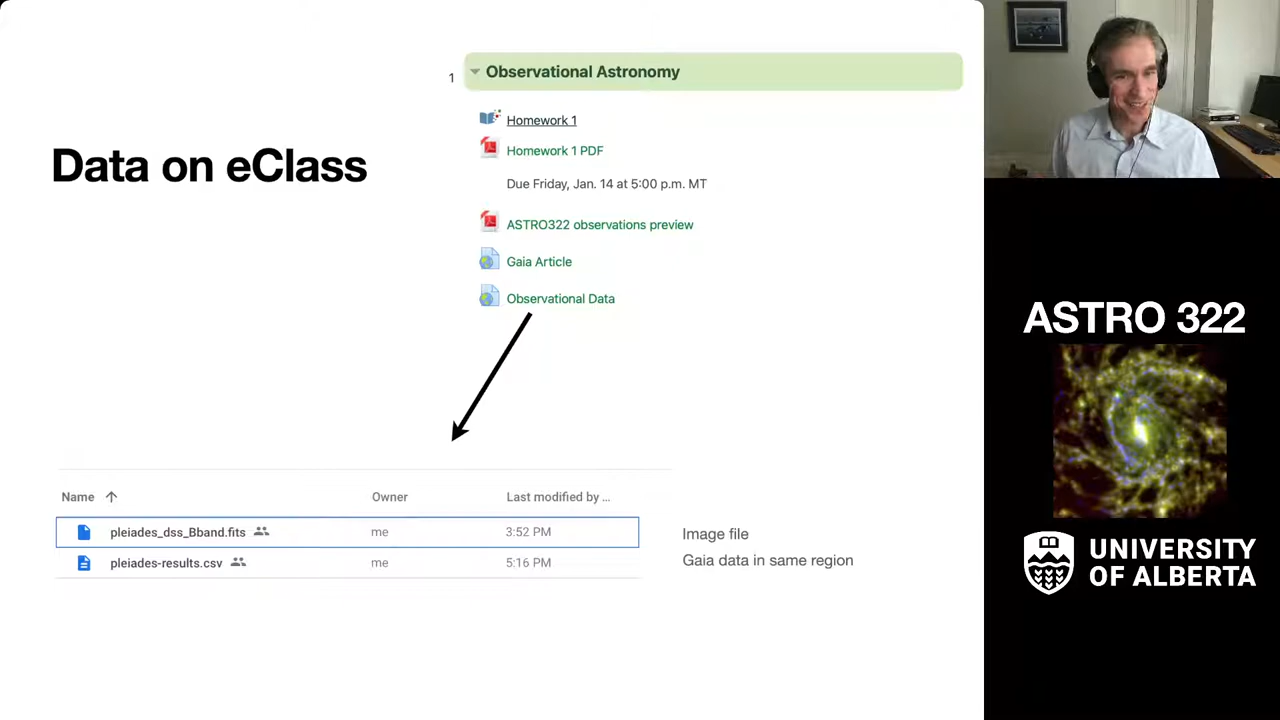 Data on eClass
1
Observational Astronomy
Homework 1
Homework 1 PDF
Due Friday, Jan. 14 at 5:00 p.m. MT
ASTRO322 observations preview
Gaia Article
Observational Data
Name Owner Last modified by ...
pleiades_dss_Bband.fits me 3:52 PM Image file
pleiades-results.csv me 5:16 PM Gaia data in same region
ASTRO 322
UNIVERSITY
OF ALBERTA